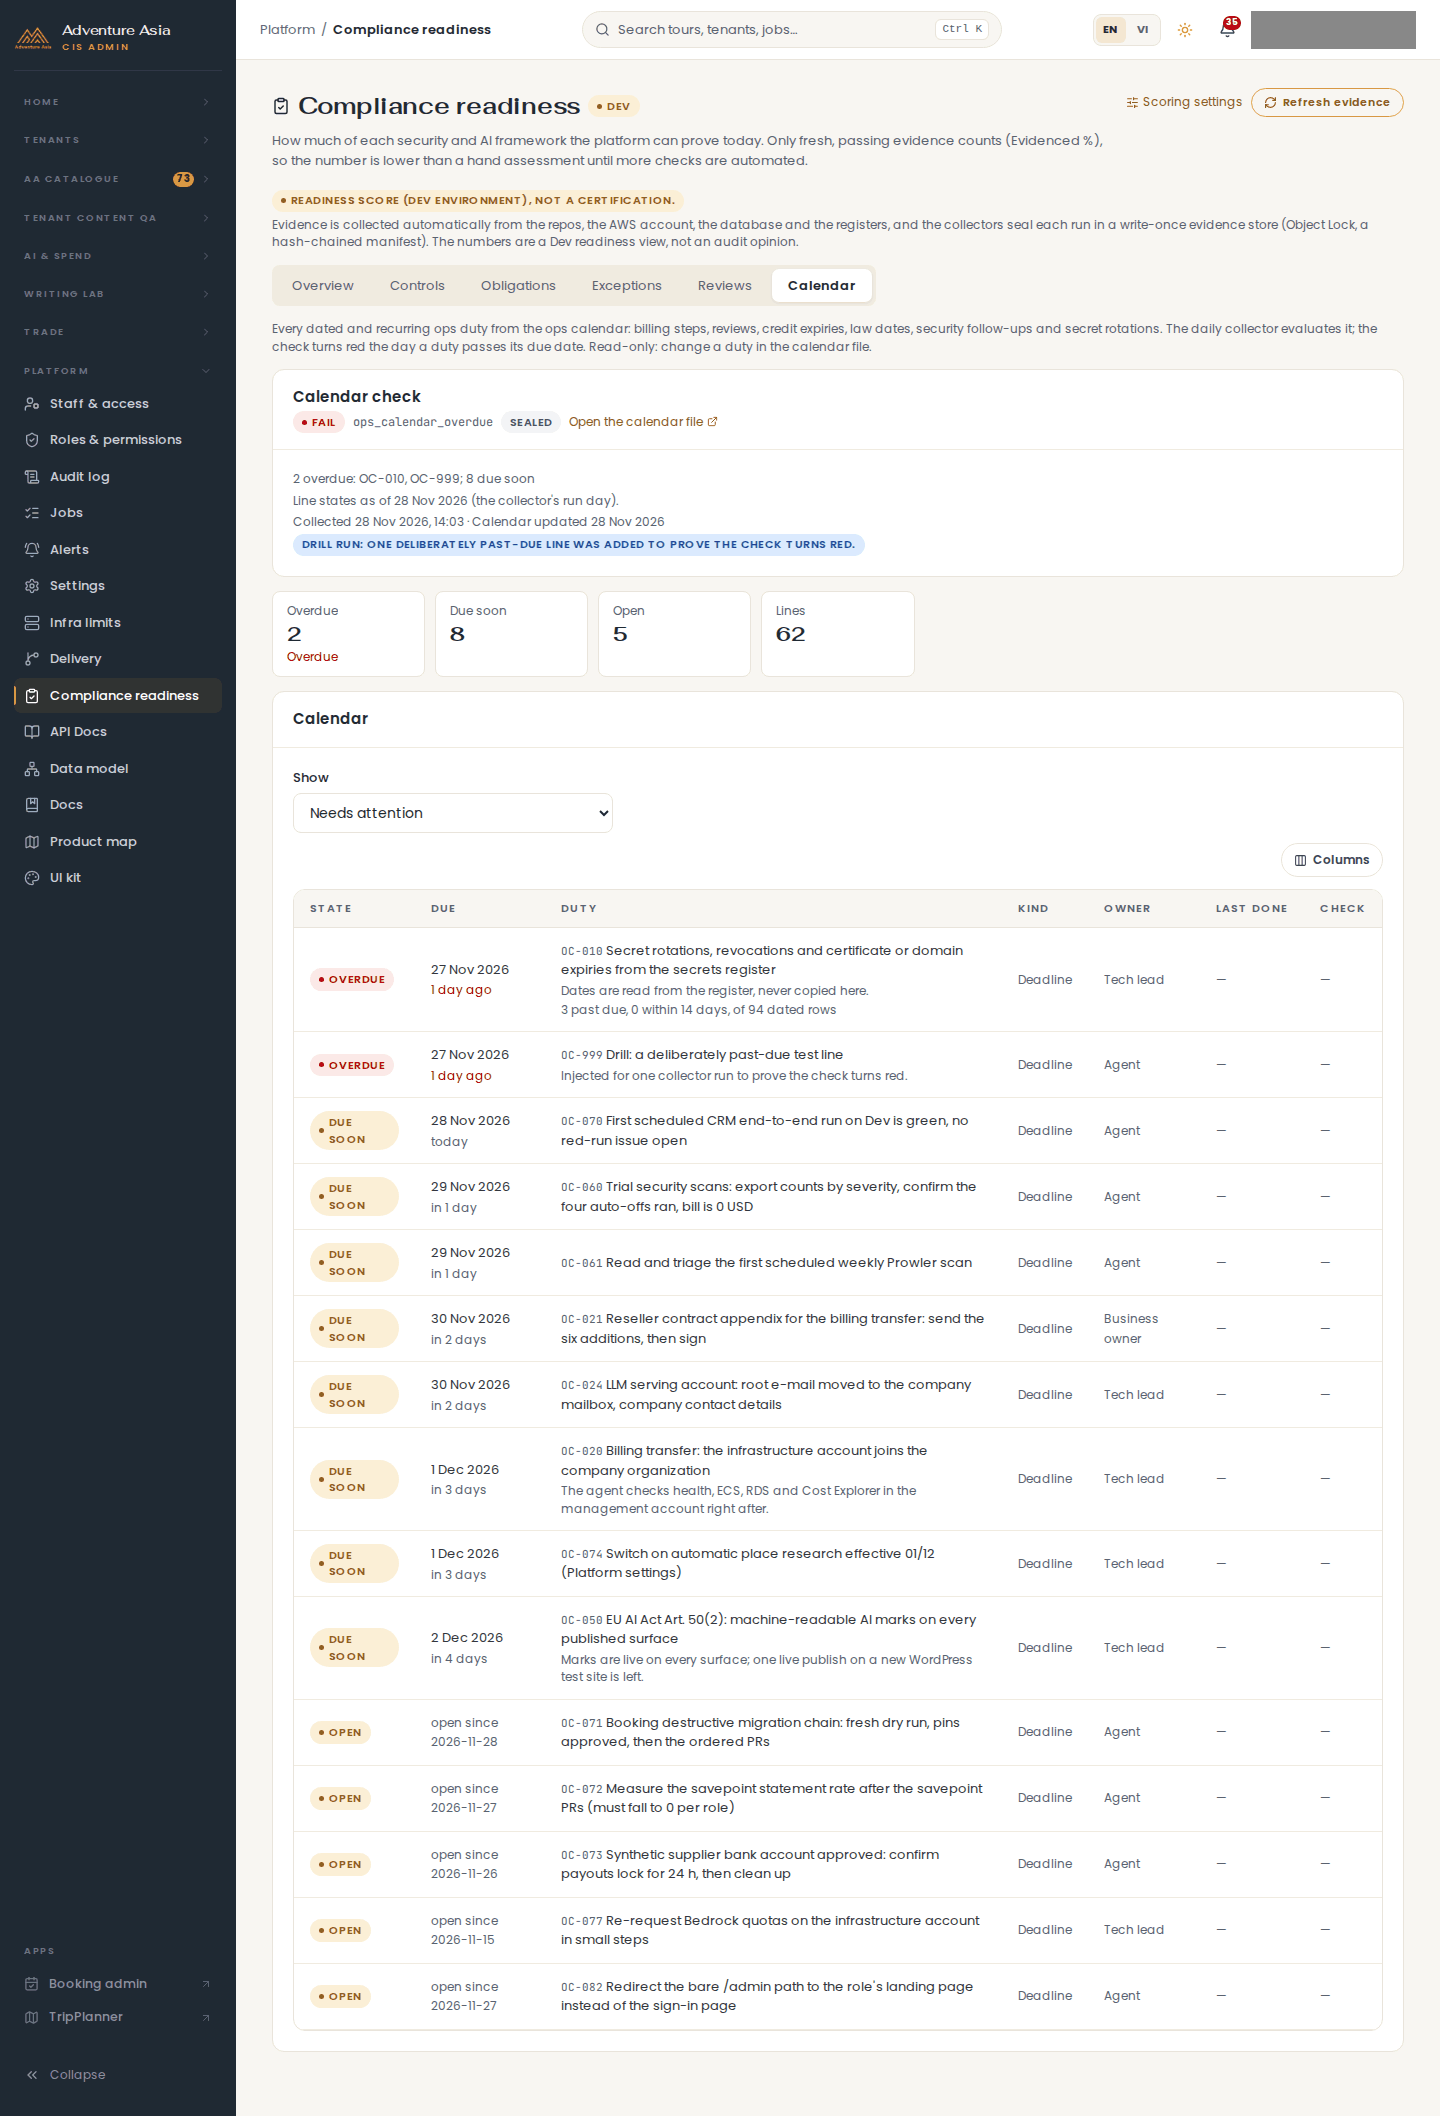 Adventure Asia
Adventure Asia
CIS ADMIN
HOME
TENANTS
AA CATALOGUE 73
TENANT CONTENT QA
AI & SPEND
WRITING LAB
TRADE
PLATFORM
Staff & access
Roles & permissions
Audit log
Jobs
Alerts
Settings
Infra limits
Delivery
Compliance readiness
API Docs
Data model
Docs
Product map
UI kit
APPS
Booking admin
TripPlanner
Collapse
Platform / Compliance readiness
Search tours, tenants, jobs... Ctrl K
EN VI
35
Compliance readiness DEV
Scoring settings Refresh evidence
How much of each security and AI framework the platform can prove today. Only fresh, passing evidence counts (Evidenced %),
so the number is lower than a hand assessment until more checks are automated.
READINESS SCORE (DEV ENVIRONMENT), NOT A CERTIFICATION.
Evidence is collected automatically from the repos, the AWS account, the database and the registers, and the collectors seal each run in a write-once evidence store (Object Lock, a
hash-chained manifest). The numbers are a Dev readiness view, not an audit opinion.
Overview Controls Obligations Exceptions Reviews Calendar
Every dated and recurring ops duty from the ops calendar: billing steps, reviews, credit expiries, law dates, security follow-ups and secret rotations. The daily collector evaluates it; the
check turns red the day a duty passes its due date. Read-only: change a duty in the calendar file.
Calendar check
FAIL ops_calendar_overdue SEALED Open the calendar file
2 overdue: OC-010, OC-999; 8 due soon
Line states as of 28 Nov 2026 (the collector's run day).
Collected 28 Nov 2026, 14:03 · Calendar updated 28 Nov 2026
DRILL RUN: ONE DELIBERATELY PAST-DUE LINE WAS ADDED TO PROVE THE CHECK TURNS RED.
Overdue
2
Overdue
Due soon
8
Open
5
Lines
62
Calendar
Show
Needs attention
Columns
STATE DUE DUTY KIND OWNER LAST DONE CHECK
OVERDUE
27 Nov 2026
1 day ago
OC-010 Secret rotations, revocations and certificate or domain
expiries from the secrets register
Dates are read from the register, never copied here.
3 past due, 0 within 14 days, of 94 dated rows
Deadline Tech lead — —
OVERDUE
27 Nov 2026
1 day ago
OC-999 Drill: a deliberately past-due test line
Injected for one collector run to prove the check turns red.
Deadline Agent — —
DUE
SOON
28 Nov 2026
today
OC-070 First scheduled CRM end-to-end run on Dev is green, no
red-run issue open
Deadline Agent — —
DUE
SOON
29 Nov 2026
in 1 day
OC-060 Trial security scans: export counts by severity, confirm the
four auto-offs ran, bill is 0 USD
Deadline Agent — —
DUE
SOON
29 Nov 2026
in 1 day
OC-061 Read and triage the first scheduled weekly Prowler scan
Deadline Agent — —
DUE
SOON
30 Nov 2026
in 2 days
OC-021 Reseller contract appendix for the billing transfer: send the
six additions, then sign
Deadline Business
owner — —
DUE
SOON
30 Nov 2026
in 2 days
OC-024 LLM serving account: root e-mail moved to the company
mailbox, company contact details
Deadline Tech lead — —
DUE
SOON
1 Dec 2026
in 3 days
OC-020 Billing transfer: the infrastructure account joins the
company organization
The agent checks health, ECS, RDS and Cost Explorer in the
management account right after.
Deadline Tech lead — —
DUE
SOON
1 Dec 2026
in 3 days
OC-074 Switch on automatic place research effective 01/12
(Platform settings)
Deadline Tech lead — —
DUE
SOON
2 Dec 2026
in 4 days
OC-050 EU AI Act Art. 50(2): machine-readable AI marks on every
published surface
Marks are live on every surface; one live publish on a new WordPress
test site is left.
Deadline Tech lead — —
OPEN
open since
2026-11-28
OC-071 Booking destructive migration chain: fresh dry run, pins
approved, then the ordered PRs
Deadline Agent — —
OPEN
open since
2026-11-27
OC-072 Measure the savepoint statement rate after the savepoint
PRs (must fall to 0 per role)
Deadline Agent — —
OPEN
open since
2026-11-26
OC-073 Synthetic supplier bank account approved: confirm
payouts lock for 24 h, then clean up
Deadline Agent — —
OPEN
open since
2026-11-15
OC-077 Re-request Bedrock quotas on the infrastructure account
in small steps
Deadline Tech lead — —
OPEN
open since
2026-11-27
OC-082 Redirect the bare /admin path to the role's landing page
instead of the sign-in page
Deadline Agent — —